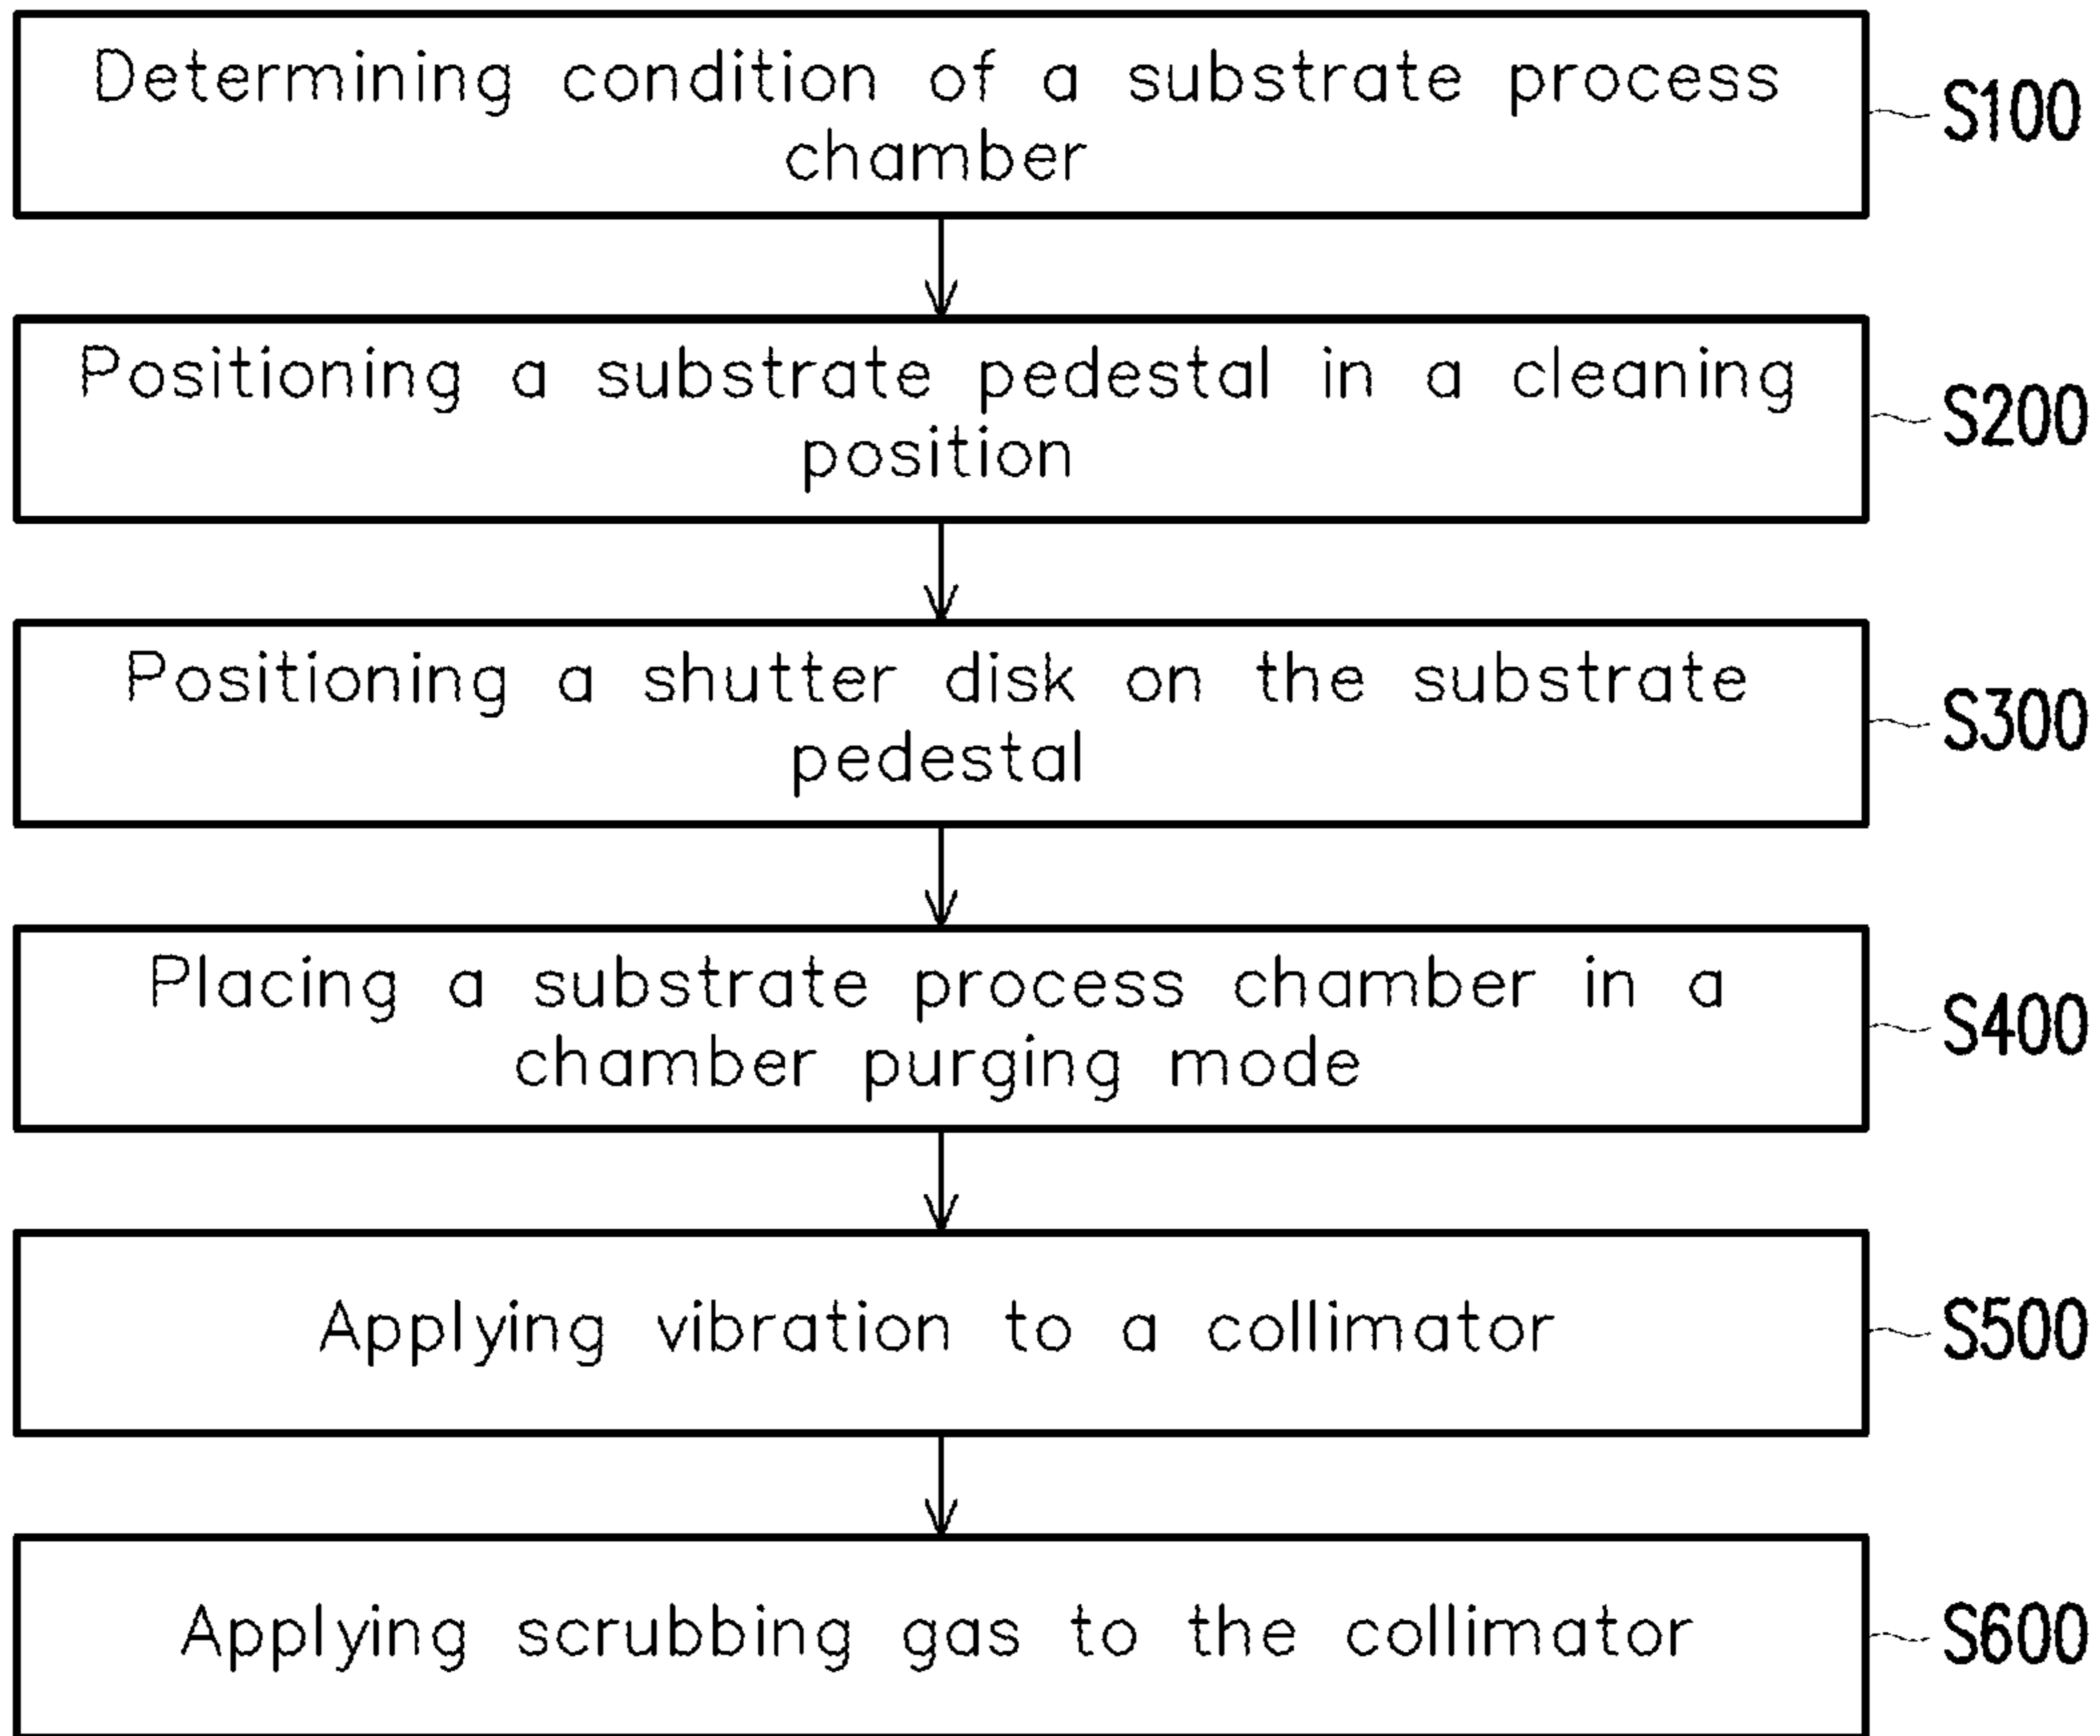 Determining condition of a substrate process
chamber
S100
Positioning a substrate pedestal in a cleaning
position
S200
Positioning a shutter disk on the substrate
pedestal
S300
Placing a substrate process chamber in a
chamber purging mode
S400
Applying vibration to a collimator
S500
Applying scrubbing gas to the collimator
S600